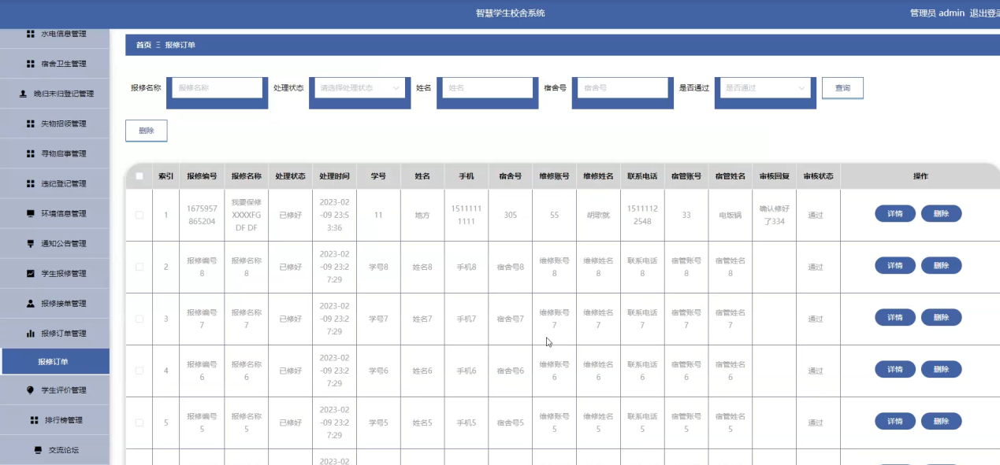 智慧学生校舍系统
管理员 admin 退出登录
水电信息管理
宿舍卫生管理
晚归未归登记管理
失物招领管理
寻物启事管理
违纪登记管理
环境信息管理
通知公告管理
学生报修管理
报修接单管理
报修订单管理
报修订单
学生评价管理
排行榜管理
交流论坛
首页 Ξ 报修订单
报修名称 报修名称 处理状态 请选择处理状态 姓名 姓名 宿舍号 宿舍号 是否通过 是否通过 查询
删除
索引 报修编号 报修名称 处理状态 处理时间 学号 姓名 手机 宿舍号 维修账号 维修姓名 联系电话 宿管账号 宿管姓名 审核回复 审核状态 操作
1 1675957865204 我要保修XXXXFGDF DF 已修好 2023-02-09 23:53:36 11 地方 15111111111 305 55 胡歌就 15111122548 33 电饭锅 确认修好了334 通过 详情 删除
2 报修编号8 报修名称8 已修好 2023-02-09 23:27:29 学号8 姓名8 手机8 宿舍号8 维修账号8 维修姓名8 联系电话8 宿管账号8 宿管姓名8 通过 详情 删除
3 报修编号7 报修名称7 已修好 2023-02-09 23:27:29 学号7 姓名7 手机7 宿舍号7 维修账号7 维修姓名7 联系电话7 宿管账号7 宿管姓名7 通过 详情 删除
4 报修编号6 报修名称6 已修好 2023-02-09 23:27:29 学号6 姓名6 手机6 宿舍号6 维修账号6 维修姓名6 联系电话6 宿管账号6 宿管姓名6 通过 详情 删除
5 报修编号5 报修名称5 已修好 2023-02-09 23:27:29 学号5 姓名5 手机5 宿舍号5 维修账号5 维修姓名5 联系电话5 宿管账号5 宿管姓名5 通过 详情 删除
2023-02